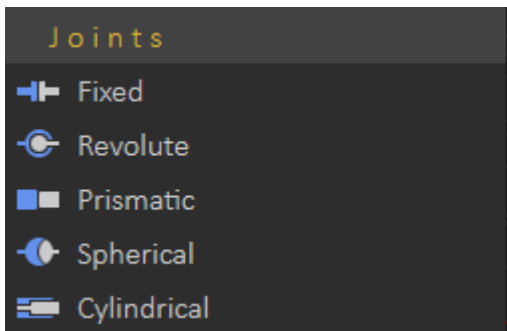 Joints
Fixed
Revolute
Prismatic
Spherical
Cylindrical